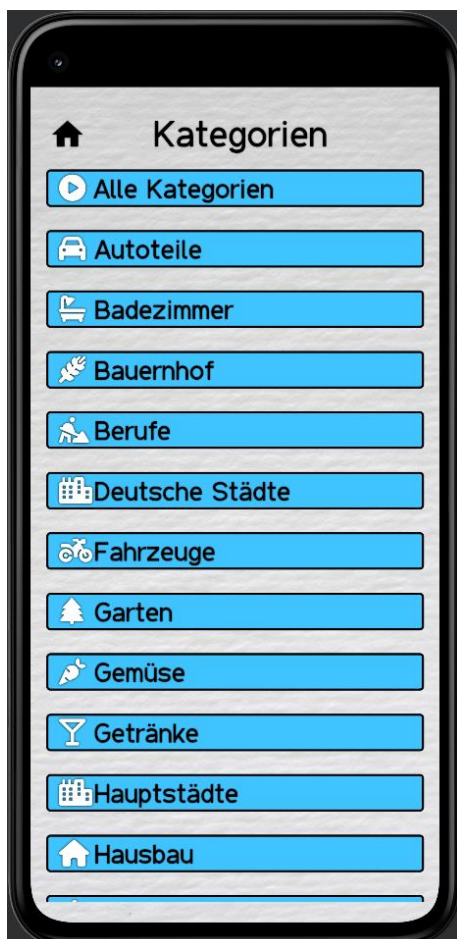 Kategorien
Alle Kategorien
Autoteile
Badezimmer
Bauernhof
Berufe
Deutsche Städte
Fahrzeuge
Garten
Gemüse
Getränke
Hauptstädte
Hausbau